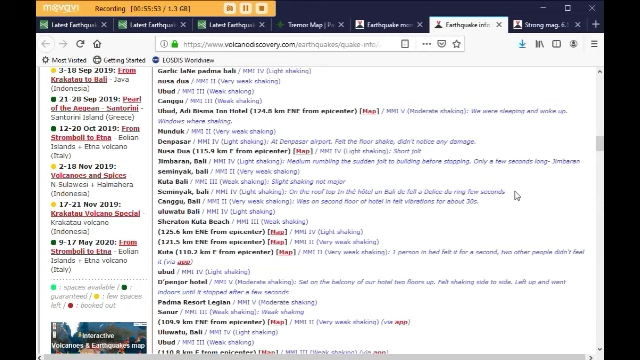 movavi
Recording
00:55:53 / 1.3 GB
Latest Earthquak
Latest Earthquak
Latest Earthq
Tremor Map | Pa
Earthquake mon
Earthquake info
Strong mag. 6.1
https://www.volcanodiscovery.com/earthquakes/quake-info/
Most Visited
Getting Started
EOSDIS Worldview
3-18 Sep 2019: From
Krakatau to Bali - Java
(Indonesia)
21-28 Sep 2019: Pearl
of the Aegean - Santorini -
Santorini Island (Greece)
12-20 Oct 2019: From
Stromboli to Etna - Eolian
Islands + Etna volcano
(Italy)
2-18 Nov 2019:
Volcanoes and Spices -
N-Sulawesi + Halmahera
(Indonesia)
17-21 Nov 2019:
Krakatau Volcano Special -
Krakatau volcano
(Indonesia)
9-17 May 2020: From
Stromboli to Etna - Eolian
Islands + Etna volcano
(Italy)
: spaces available
:
guaranteed / : few spaces
left / : booked out
Interactive
Volcanoes & Earthquakes map
Garlic laNe padma bali / MMI IV (Light shaking)
nusa dua / MMI II (Very weak shaking)
Ubud / MMI III (Weak shaking)
Canggu / MMI III (Weak shaking)
Ubud, Adi Bisma Inn Hotel (124.8 km ENE from epicenter) [Map] / MMI V (Moderate shaking): We were sleeping and woke up.
Windows where shaking.
Munduk / MMI II (Very weak shaking)
Denpasar / MMI IV (Light shaking): At Denpasar airport. Felt the floor shake, didn't notice any damage.
Nusa Dua (115.9 km E from epicenter) [Map] / MMI IV (Light shaking): Short jolt
Jimbaran, Bali / MMI IV (Light shaking): Medium rumbling the sudden jolt to building before stopping. Only a few seconds long- Jimbaran
seminyak, bali / MMI II (Very weak shaking)
Kuta Bali / MMI III (Weak shaking): Slight shaking not major
Seminyak, bali / MMI IV (Light shaking): On the roof top in thê hôtel un Bali de fell a Delice du ring few seconds
Canggu, Bali / MMI III (Weak shaking): Was on second floor of hotel in felt vibrations for about 30s.
uluwatu Bali / MMI IV (Light shaking)
Sheraton Kuta Beach / MMI III (Weak shaking)
(125.6 km ENE from epicenter) [Map] / MMI IV (Light shaking)
(121.5 km ENE from epicenter) [Map] / MMI II (Very weak shaking)
Kuta (110.2 km E from epicenter) [Map] / MMI II (Very weak shaking): 1 person in bed felt it for a second, two other people didn't feel
it (via app)
ubud / MMI IV (Light shaking)
D'penjor hotel / MMI V (Moderate shaking): Sat on the balcony of our hotel two floors up. Felt shaking side to side. Left and went
indoors until it stopped after a few seconds
Padma Resort Legian / MMI V (Moderate shaking)
Sanur / MMI III (Weak shaking): Weak shaking
(109.9 km ENE from epicenter) [Map] / MMI II (Very weak shaking) (via app)
Uluwatu, Bali / MMI IV (Light shaking)
Ubud / MMI III (Weak shaking)
(110.8 km E from epicenter) [Map] / MMI II (Very weak shaking) (via app)